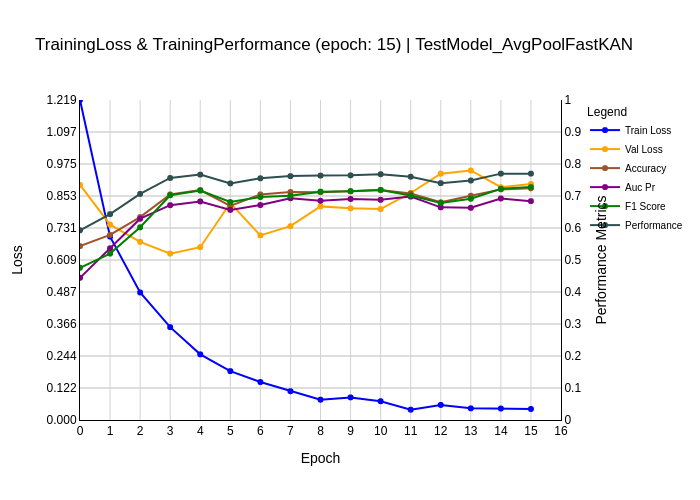 TrainingLoss & TrainingPerformance (epoch: 15) | TestModel_AvgPoolFastKAN
Loss
1.219
1.097
0.975
0.853
0.731
0.609
0.487
0.366
0.244
0.122
0.000
0 1 2 3 4 5 6 7 8 9 10 11 12 13 14 15 16
Epoch
1
0.9
0.8
0.7
0.6
0.5
0.4
0.3
0.2
0.1
0
Performance Metrics
Legend
Train Loss
Val Loss
Accuracy
Auc Pr
F1 Score
Performance